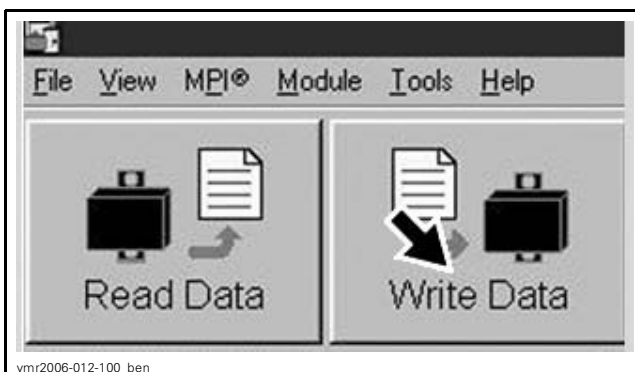 File View MPI® Module Tools Help
Read Data Write Data
vmr2006-012-100_ben